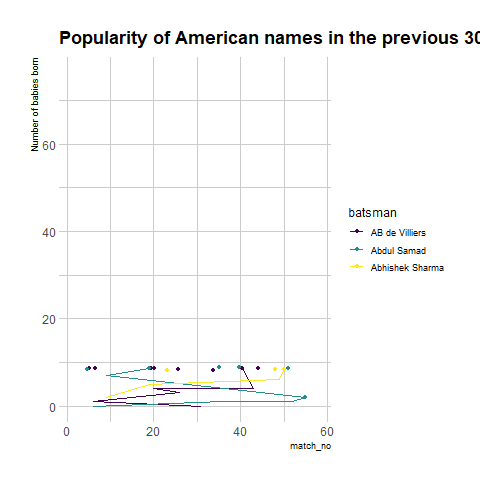 Popularity of American names in the previous 30
Number of babies born
60
40
20
0
0 20 40 60
match_no
batsman
AB de Villiers
Abdul Samad
Abhishek Sharma